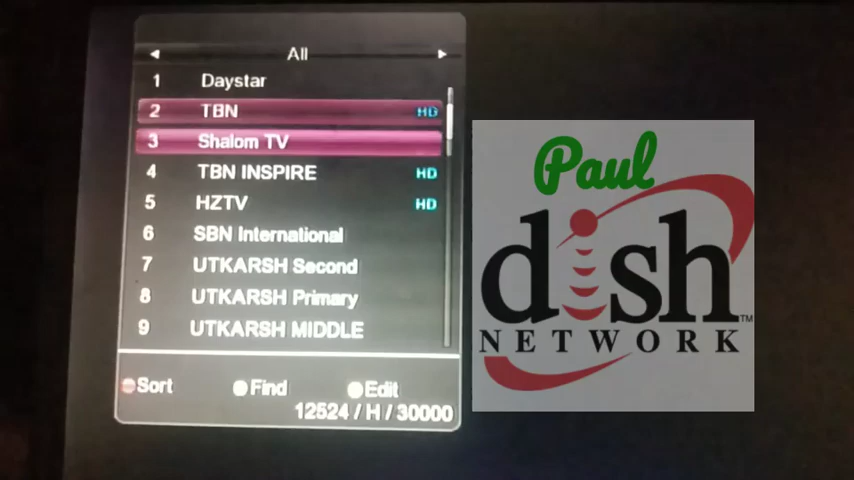 All
1 Daystar
2 TBN HD
3 Shalom TV
4 TBN INSPIRE HD
5 HZTV HD
6 SBN International
7 UTKARSH Second
8 UTKARSH Primary
9 UTKARSH MIDDLE
Sort Find Edit
12524 / H / 30000
Paul
dish
TM
NETWORK